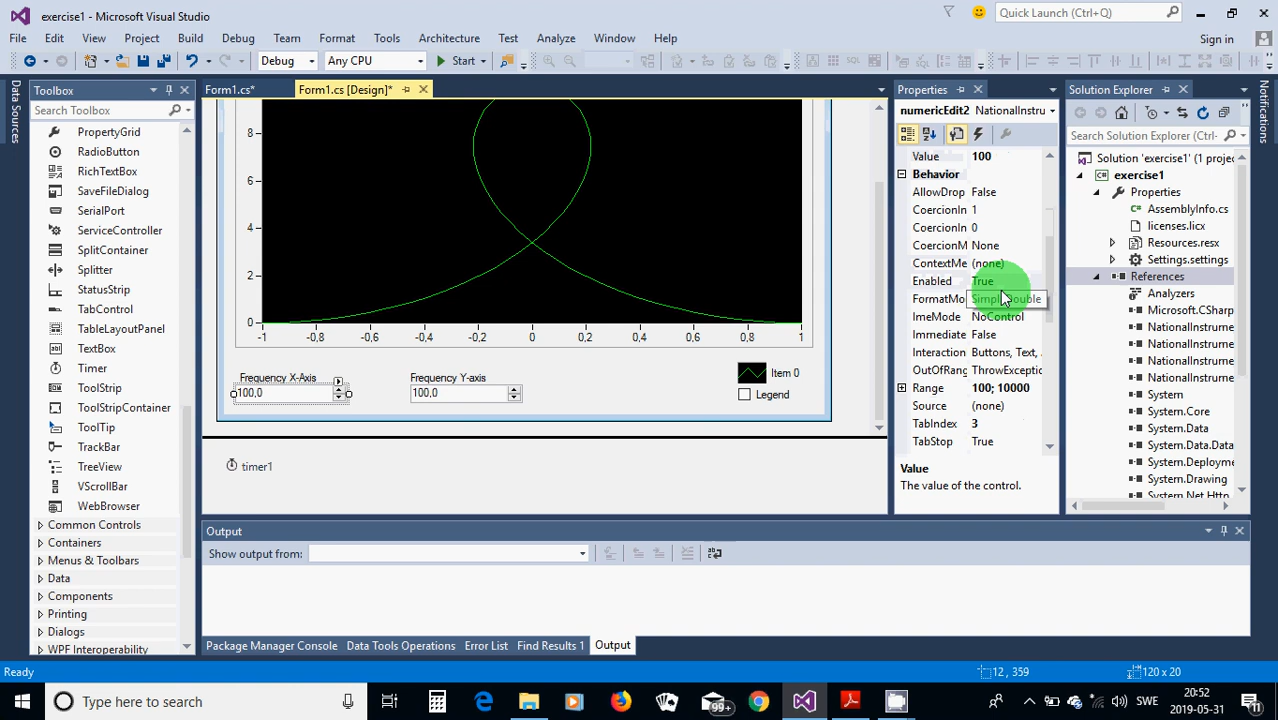 exercise1 - Microsoft Visual Studio
Quick Launch (Ctrl+Q)
File Edit View Project Build Debug Team Format Tools Architecture Test Analyze Window Help
Sign in
Debug Any CPU Start
Data Sources
Toolbox
Search Toolbox
PropertyGrid
RadioButton
RichTextBox
SaveFileDialog
SerialPort
ServiceController
SplitContainer
Splitter
StatusStrip
TabControl
TableLayoutPanel
TextBox
Timer
ToolStrip
ToolStripContainer
ToolTip
TrackBar
TreeView
VScrollBar
WebBrowser
Common Controls
Containers
Menus & Toolbars
Data
Components
Printing
Dialogs
WPF Interoperability
Form1.cs* Form1.cs [Design]*
8
6
4
2
0
-1 -0,8 -0,6 -0,4 -0,2 0 0,2 0,4 0,6 0,8 1
Frequency X-Axis Frequency Y-axis
100,0 100,0
Item 0
Legend
timer1
Output
Show output from:
Package Manager Console Data Tools Operations Error List Find Results 1 Output
Properties
numericEdit2 NationalInstru
Value 100
Behavior
AllowDrop False
CoercionIn 1
CoercionIn 0
CoercionM None
ContextMe (none)
Enabled True
FormatMo SimpleDouble
ImeMode NoControl
Immediate False
Interaction Buttons, Text,
OutOfRang ThrowExceptio
Range 100; 10000
Source (none)
TabIndex 3
TabStop True
Value
The value of the control.
Solution Explorer
Search Solution Explorer (Ctrl+
Solution 'exercise1' (1 projec
exercise1
Properties
AssemblyInfo.cs
licenses.licx
Resources.resx
Settings.settings
References
Analyzers
Microsoft.CSharp
NationalInstrume
NationalInstrume
NationalInstrume
NationalInstrume
System
System.Core
System.Data
System.Data.Data
System.Deployme
System.Drawing
System.Net.Http
Notifications
Ready
12 , 359
120 x 20
Type here to search
99+
SWE
20:52
2019-05-31
11